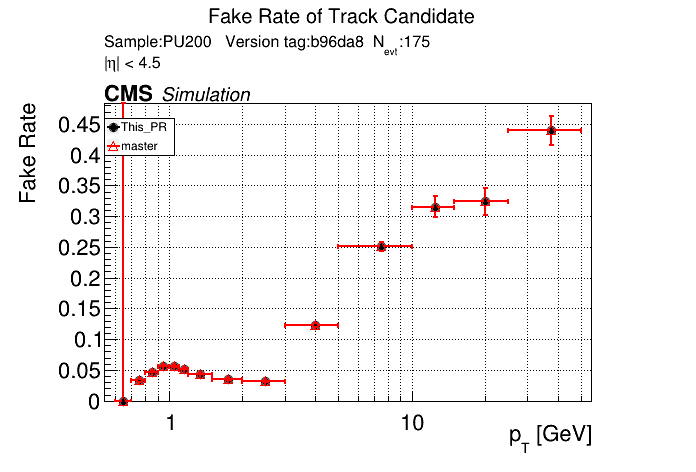 Fake Rate of Track Candidate
Sample:PU200 Version tag:b96da8 N_evt:175
|η| < 4.5
CMS Simulation
Fake Rate
This_PR
master
0.45
0.4
0.35
0.3
0.25
0.2
0.15
0.1
0.05
0
1
10
p_T [GeV]